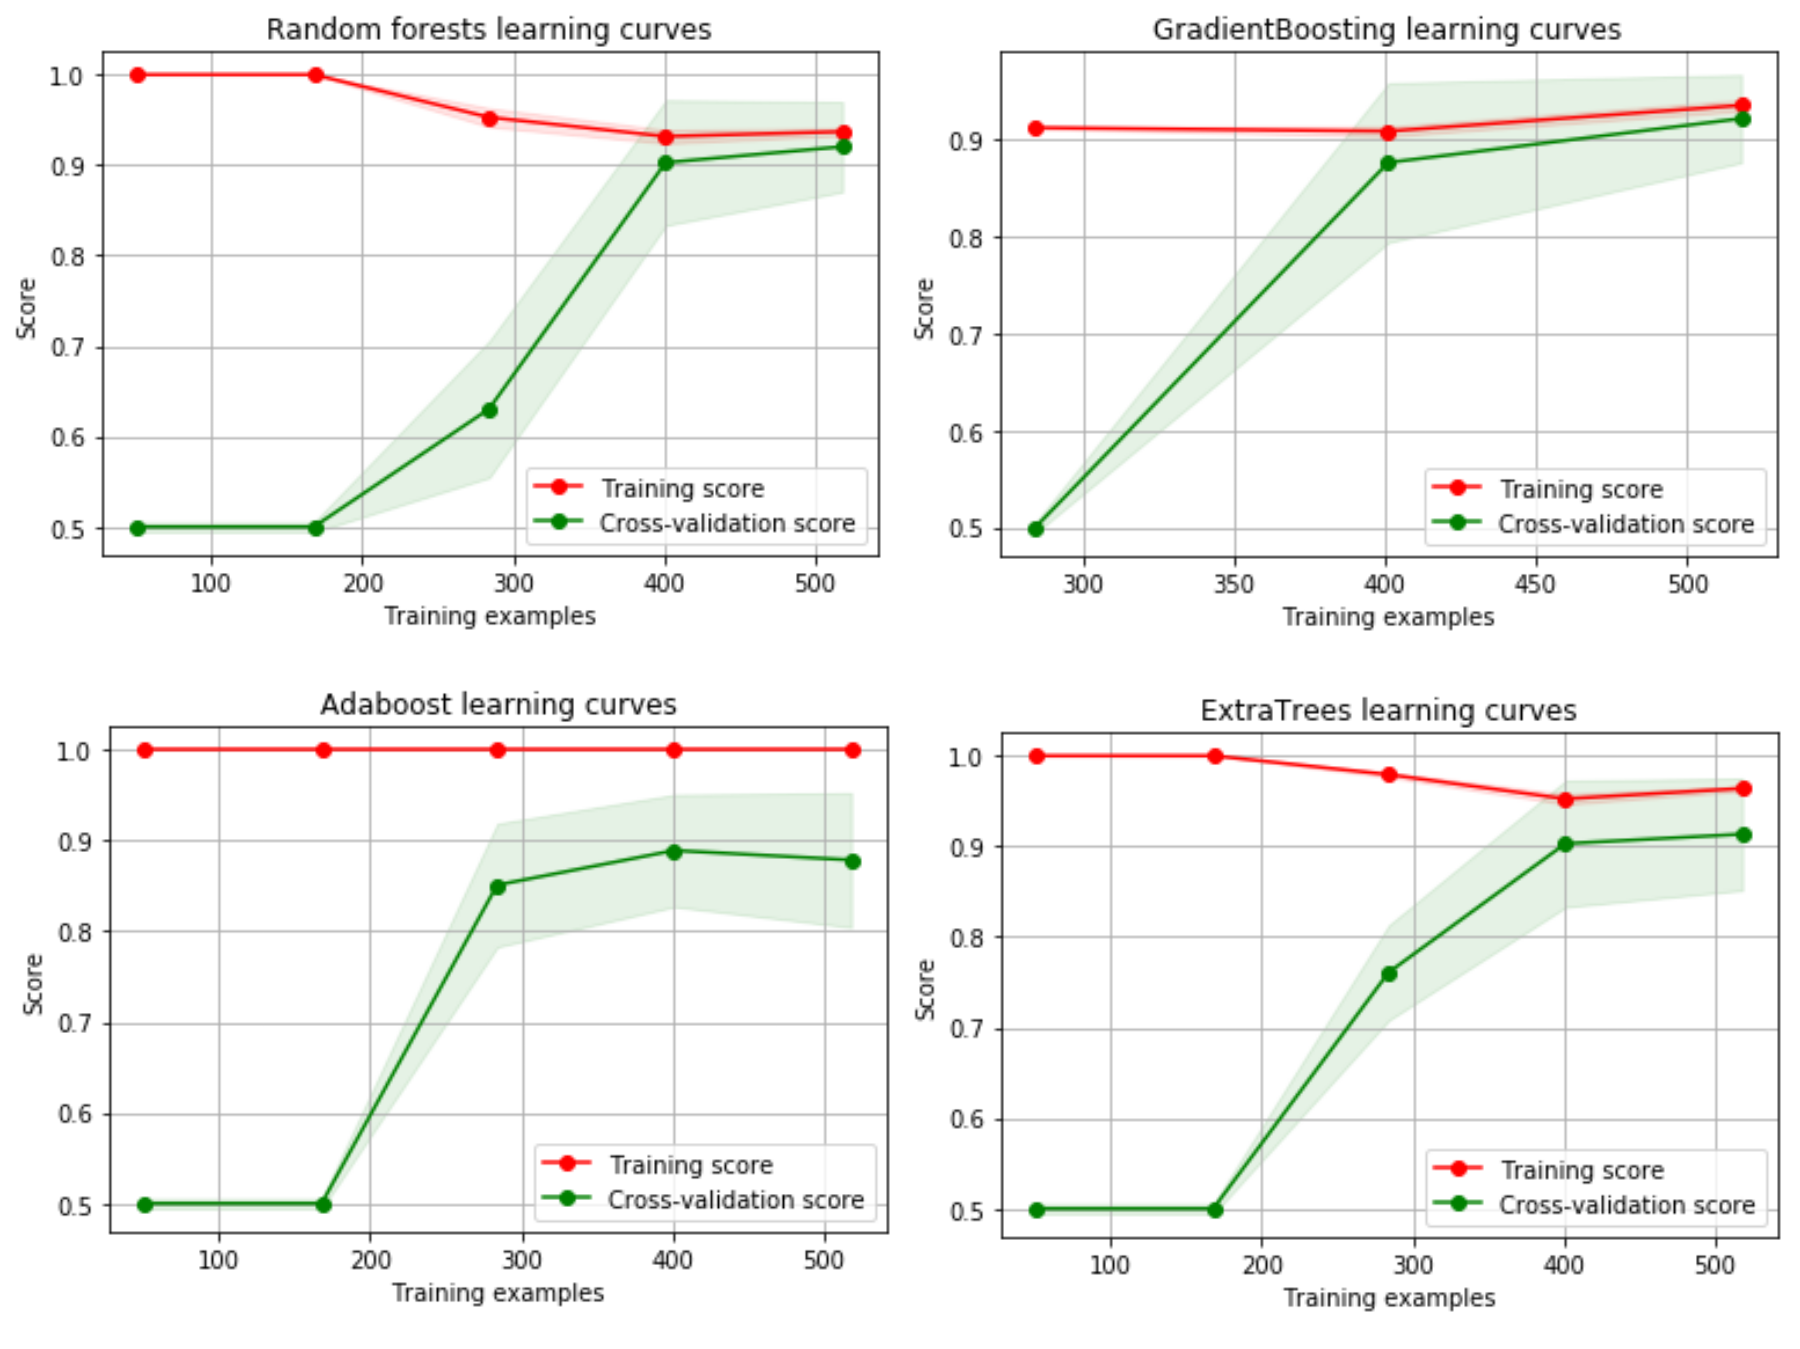 Random forests learning curves
1.0
0.9
0.8
0.7
0.6
0.5
Score
Training score
Cross-validation score
100 200 300 400 500
Training examples
GradientBoosting learning curves
0.9
0.8
0.7
0.6
0.5
Score
Training score
Cross-validation score
300 350 400 450 500
Training examples
Adaboost learning curves
1.0
0.9
0.8
0.7
0.6
0.5
Score
Training score
Cross-validation score
100 200 300 400 500
Training examples
ExtraTrees learning curves
1.0
0.9
0.8
0.7
0.6
0.5
Score
Training score
Cross-validation score
100 200 300 400 500
Training examples